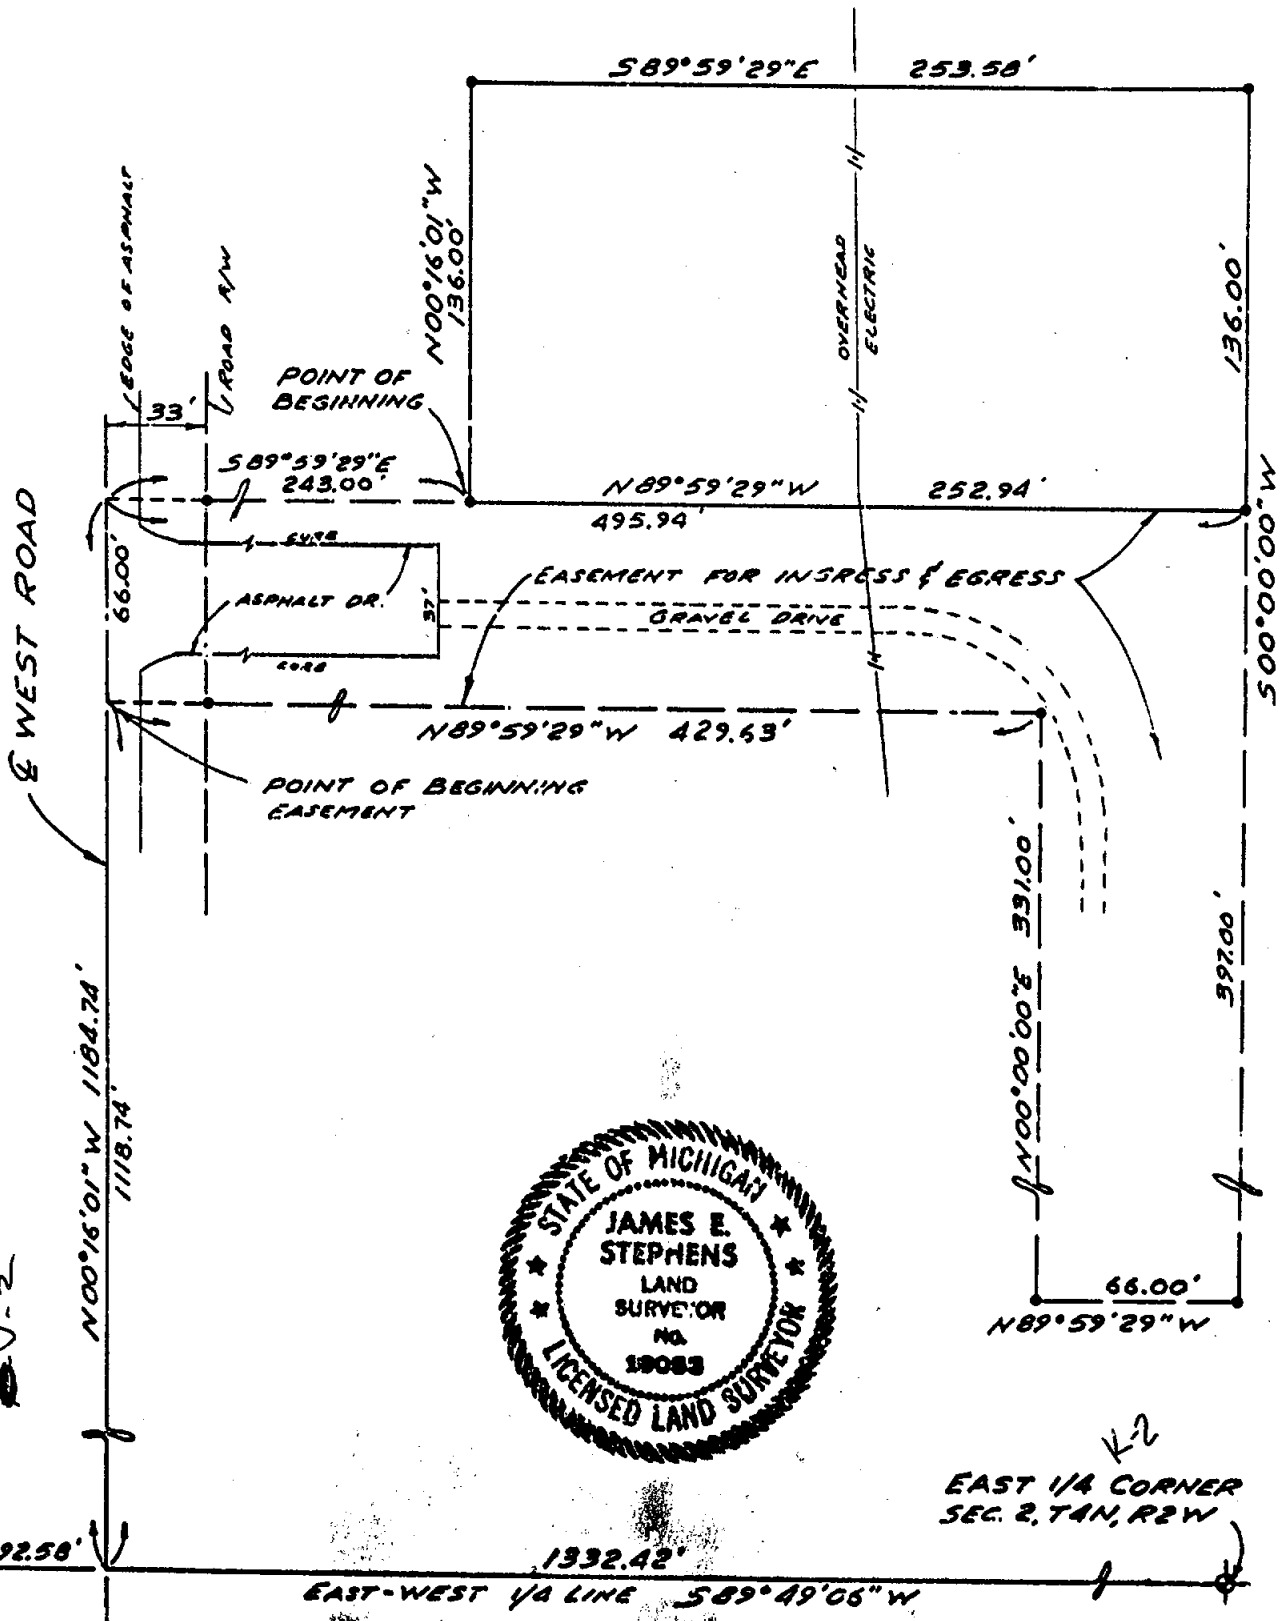 S89°59'29"E 253.58'
EDGE OF ASPHALT
ROAD R/W
N00°16'01"W
136.00'
OVERHEAD
ELECTRIC
136.00'
POINT OF
BEGINNING
33'
S89°59'29"E
243.00'
N89°59'29"W 252.94'
495.94'
S00°00'00"W
℄ WEST ROAD
66.00'
CURB
EASEMENT FOR INGRESS & EGRESS
ASPHALT DR.
37'
GRAVEL DRIVE
CURB
N89°59'29"W 429.63'
POINT OF BEGINNING
EASEMENT
N00°00'00"E 331.00'
397.00'
N00°16'01"W 1184.74'
1118.74'
STATE OF MICHIGAN
JAMES E.
STEPHENS
LAND
SURVEYOR
No.
LICENSED LAND SURVEYOR
66.00'
N89°59'29"W
K-2
EAST 1/4 CORNER
SEC. 2, T4N, R2W
92.58'
1332.42'
EAST-WEST 1/4 LINE S89°49'06"W